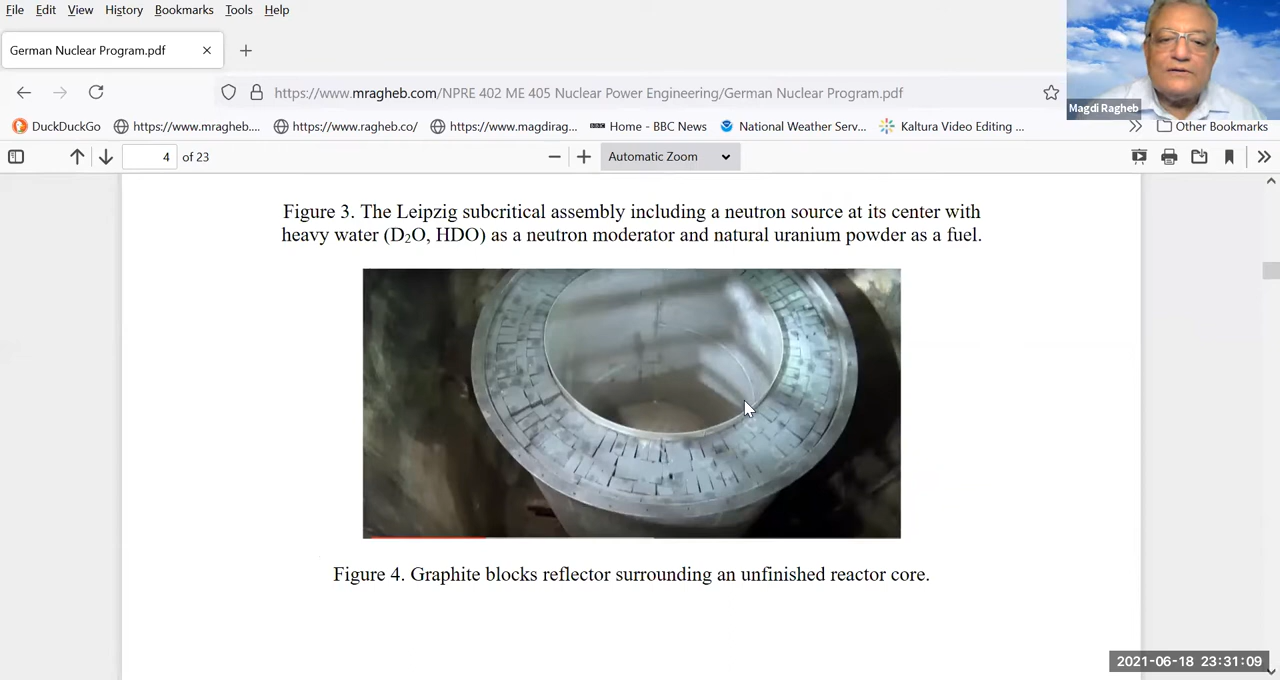 File Edit View History Bookmarks Tools Help
German Nuclear Program.pdf
https://www.mragheb.com/NPRE 402 ME 405 Nuclear Power Engineering/German Nuclear Program.pdf
DuckDuckGo https://www.mragheb.... https://www.ragheb.co/ https://www.magdirag... Home - BBC News National Weather Serv... Kaltura Video Editing ... Other Bookmarks
Magdi Ragheb
4 of 23 Automatic Zoom
Figure 3. The Leipzig subcritical assembly including a neutron source at its center with
heavy water (D₂O, HDO) as a neutron moderator and natural uranium powder as a fuel.
Figure 4. Graphite blocks reflector surrounding an unfinished reactor core.
2021-06-18 23:31:09